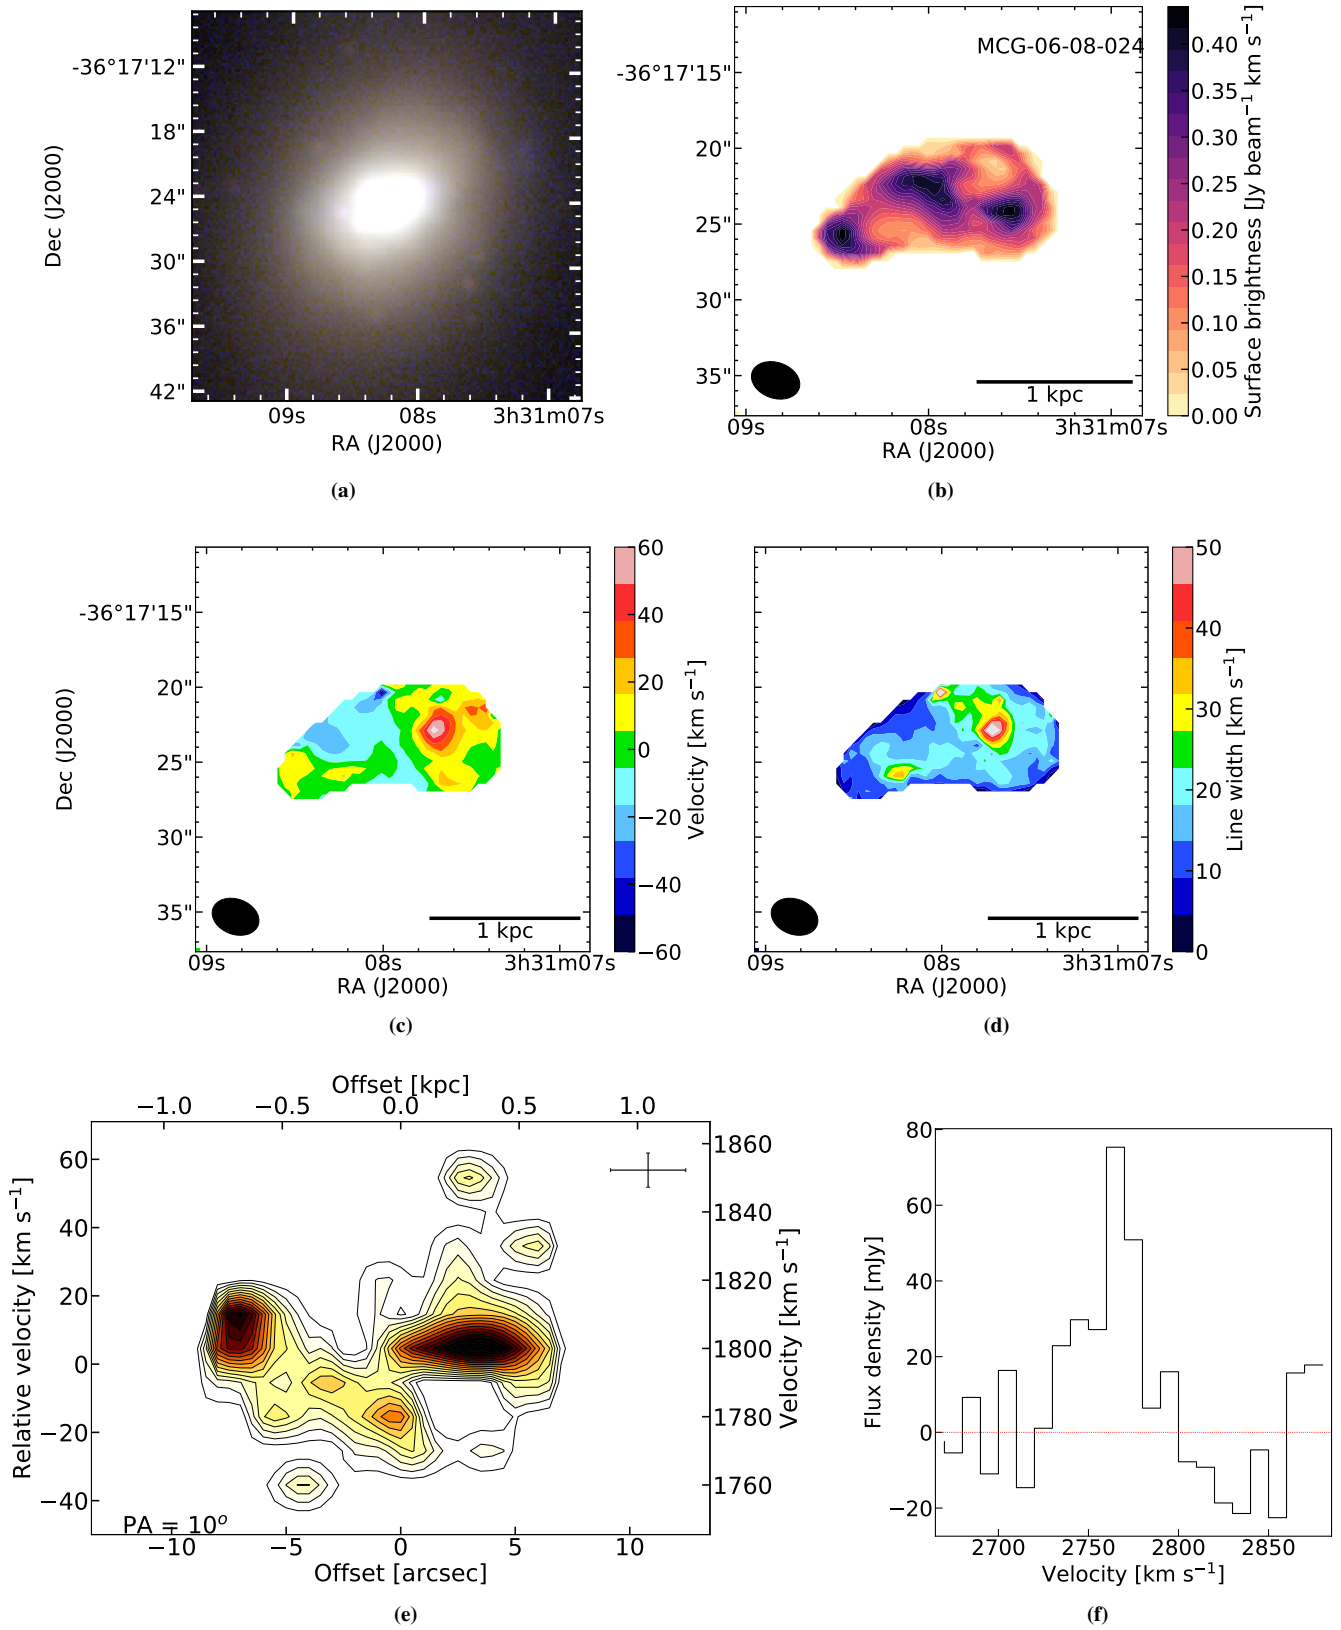 -36°17'12"
18"
24"
30"
36"
42"
Dec (J2000)
09s 08s 3h31m07s
RA (J2000)
(a)
MCG-06-08-024
-36°17'15"
20"
25"
30"
35"
1 kpc
09s 08s 3h31m07s
RA (J2000)
0.40
0.35
0.30
0.25
0.20
0.15
0.10
0.05
0.00
Surface brightness [Jy beam⁻¹ km s⁻¹]
(b)
-36°17'15"
20"
25"
30"
35"
Dec (J2000)
1 kpc
09s 08s 3h31m07s
RA (J2000)
60
40
20
0
−20
−40
−60
Velocity [km s⁻¹]
(c)
-36°17'15"
20"
25"
30"
35"
1 kpc
09s 08s 3h31m07s
RA (J2000)
50
40
30
20
10
0
Line width [km s⁻¹]
(d)
Offset [kpc]
−1.0 −0.5 0.0 0.5 1.0
60
40
20
0
−20
−40
Relative velocity [km s⁻¹]
1860
1840
1820
1800
1780
1760
Velocity [km s⁻¹]
PA = 10°
−10 −5 0 5 10
Offset [arcsec]
(e)
80
60
40
20
0
−20
Flux density [mJy]
2700 2750 2800 2850
Velocity [km s⁻¹]
(f)